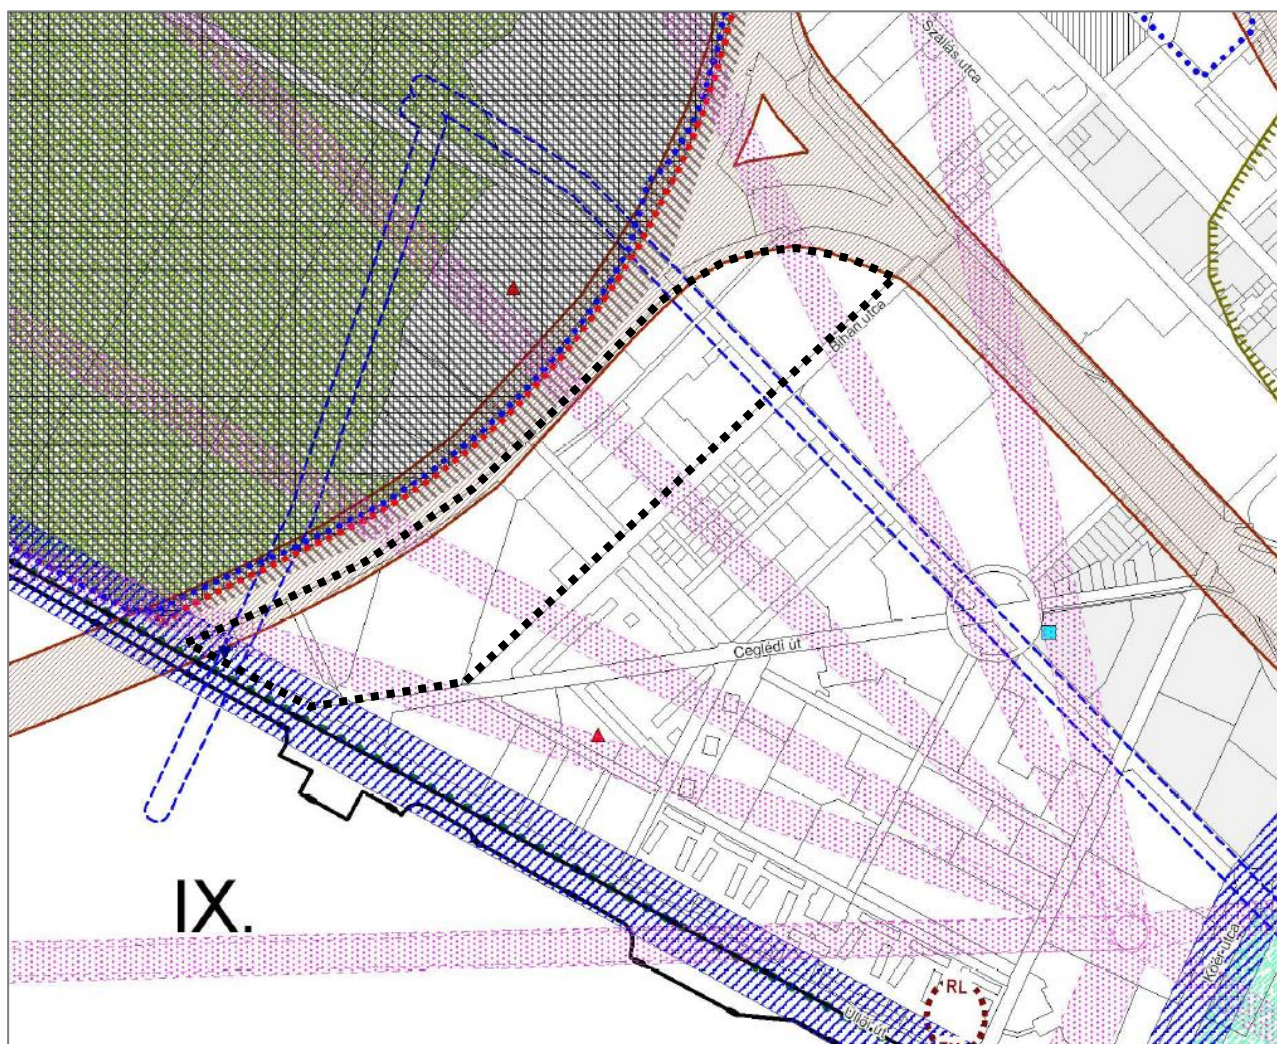 Szállás utca
Bihari utca
Ceglédi út
IX.
Kőér utca
RL
Üllői út